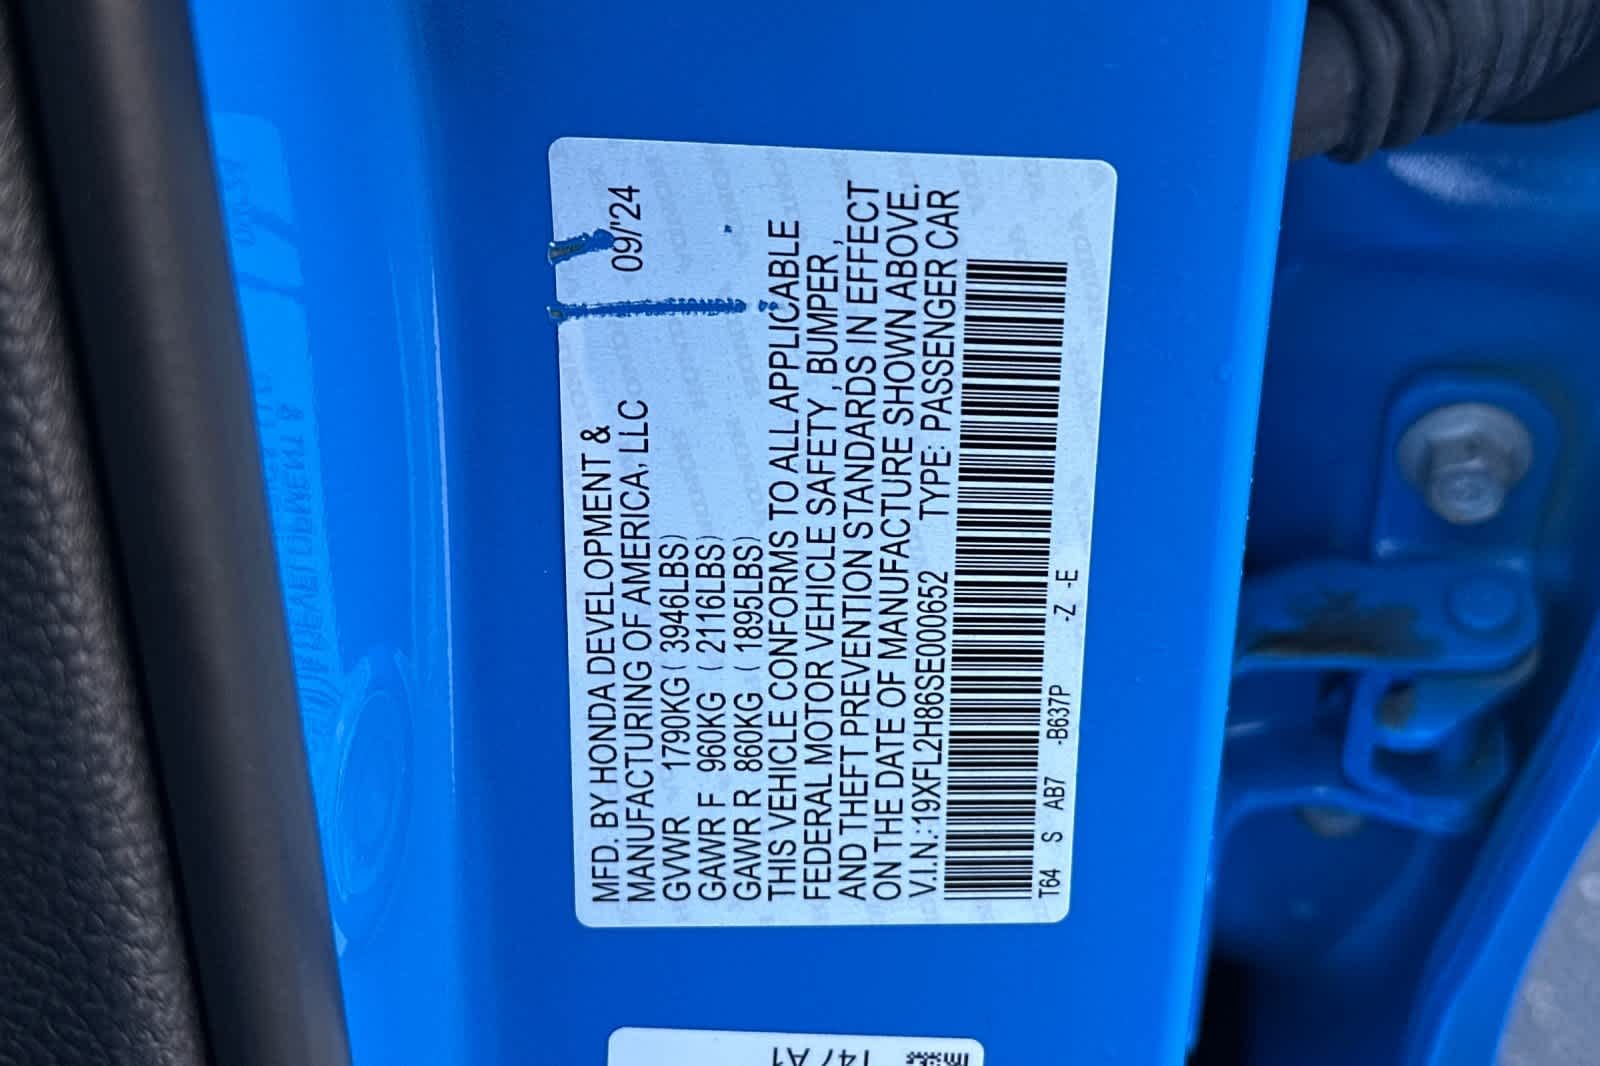 MFD. BY HONDA DEVELOPMENT &
MANUFACTURING OF AMERICA, LLC 09/'24
GVWR 1790KG ( 3946LBS)
GAWR F 960KG ( 2116LBS)
GAWR R 860KG ( 1895LBS)
THIS VEHICLE CONFORMS TO ALL APPLICABLE
FEDERAL MOTOR VEHICLE SAFETY, BUMPER,
AND THEFT PREVENTION STANDARDS IN EFFECT
ON THE DATE OF MANUFACTURE SHOWN ABOVE.
V.I.N.:19XFL2H86SE000652 TYPE: PASSENGER CAR
T64 S AB7 -B637P -Z -E